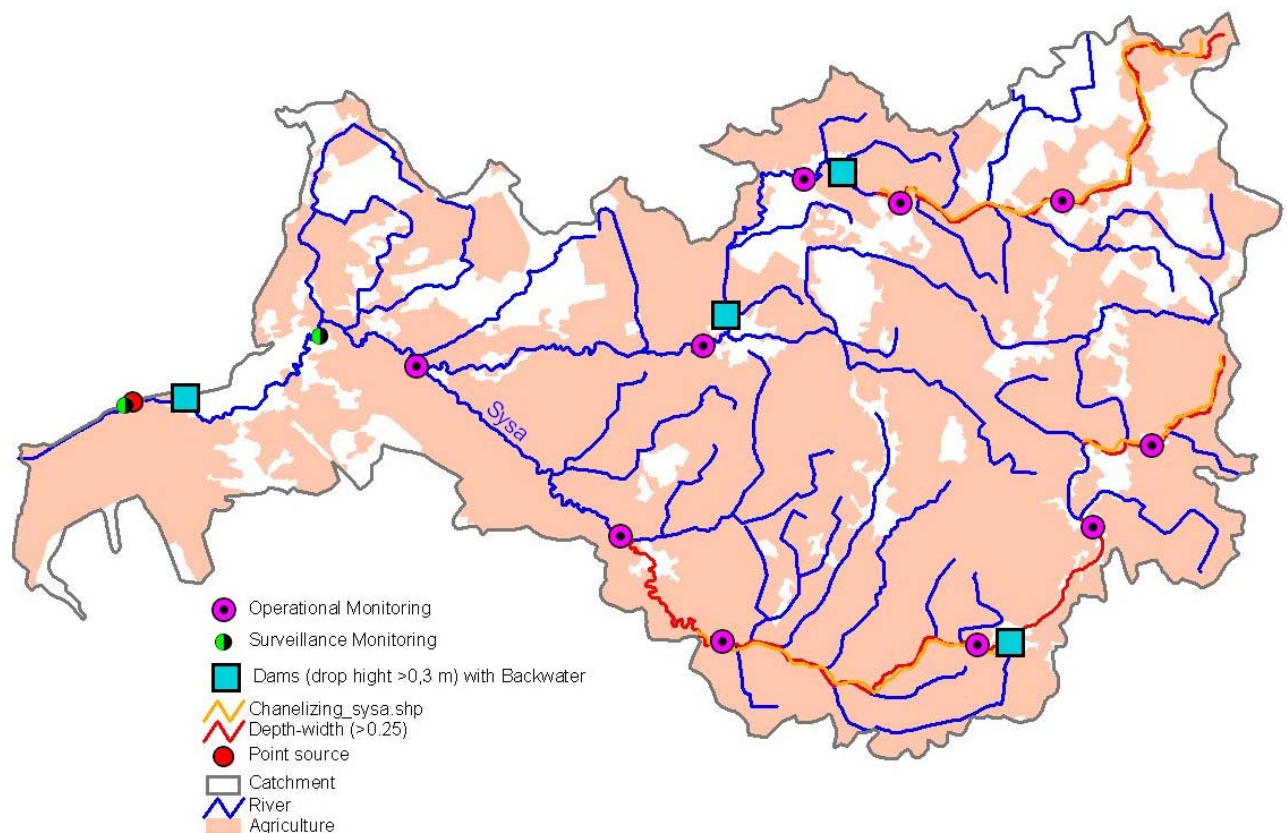 Sysa
Operational Monitoring
Surveillance Monitoring
Dams (drop hight >0,3 m) with Backwater
Chanelizing_sysa.shp
Depth-width (>0.25)
Point source
Catchment
River
Agriculture